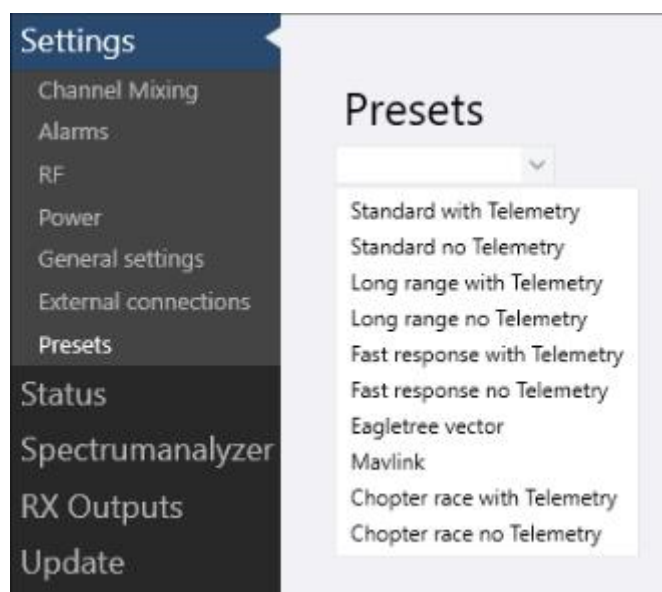 Settings
Channel Mixing
Alarms
RF
Power
General settings
External connections
Presets
Status
Spectrumanalyzer
RX Outputs
Update
Presets
Standard with Telemetry
Standard no Telemetry
Long range with Telemetry
Long range no Telemetry
Fast response with Telemetry
Fast response no Telemetry
Eagletree vector
Mavlink
Chopter race with Telemetry
Chopter race no Telemetry